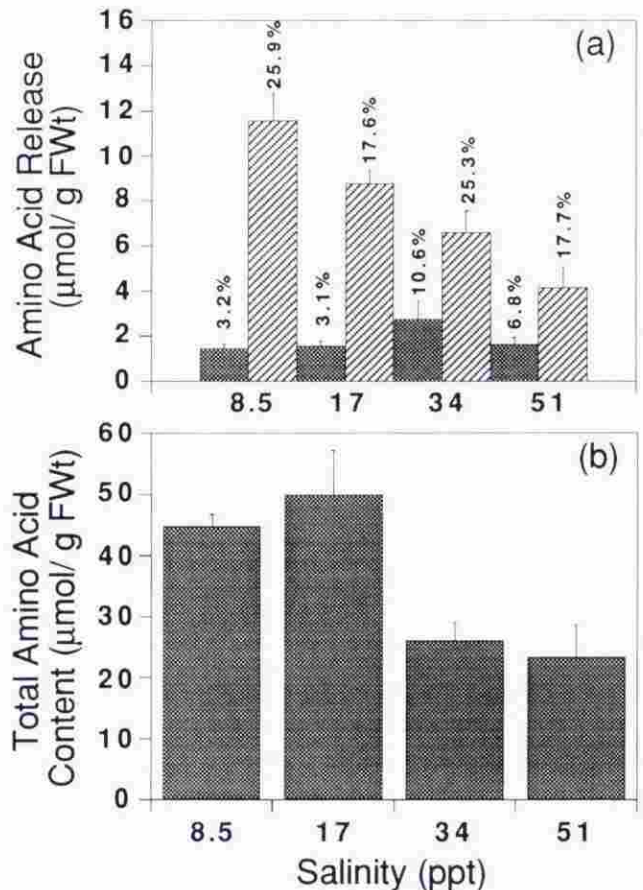 (a)
Amino Acid Release
(µmol/ g FWt)
16
14
12
10
8
6
4
2
0
3.2%
25.9%
3.1%
17.6%
10.6%
25.3%
6.8%
17.7%
8.5 17 34 51
(b)
Total Amino Acid
Content (µmol/ g FWt)
60
50
40
30
20
10
0
8.5 17 34 51
Salinity (ppt)